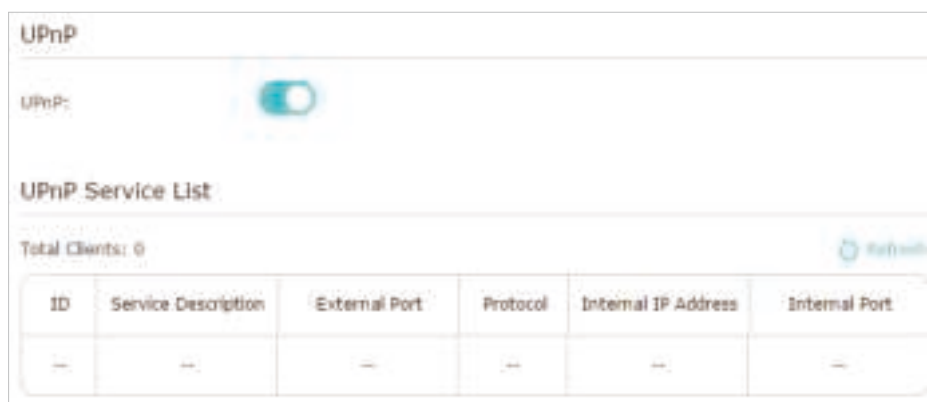 UPnP
UPnP:
UPnP Service List
Total Clients: 0
Refresh
ID Service Description External Port Protocol Internal IP Address Internal Port
-- -- -- -- -- --